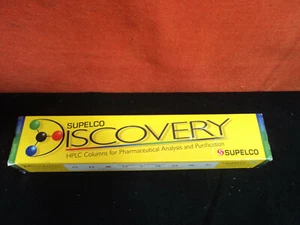 SUPELCO
DISCOVERY
HPLC Columns for Pharmaceutical Analysis and Purification
SUPELCO